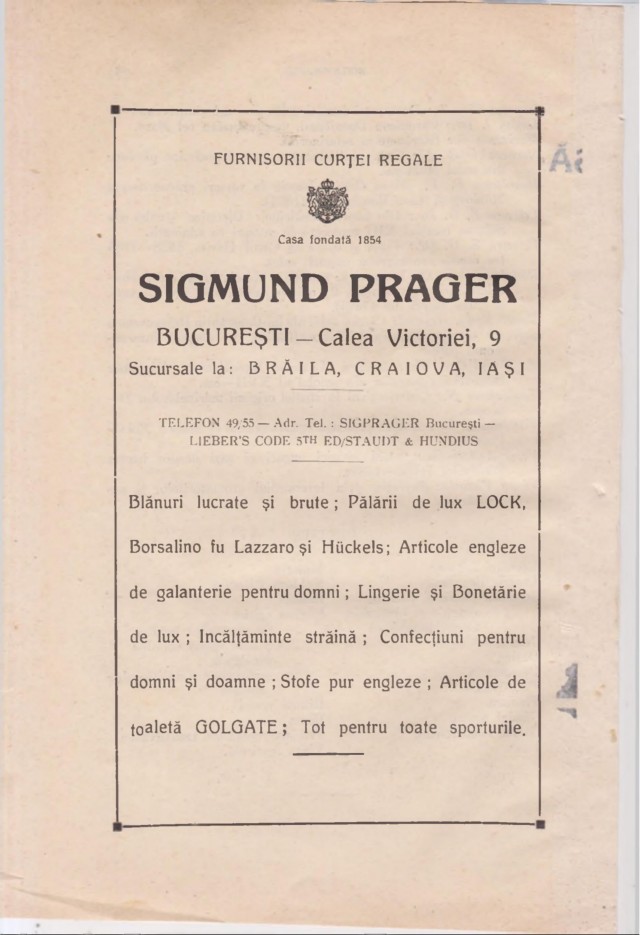 FURNISORII CURŢEI REGALE
Casa fondată 1854
SIGMUND PRAGER
BUCUREŞTI — Calea Victoriei, 9
Sucursale la: BRĂILA, CRAIOVA, IAŞI
TELEFON 49/55 — Adr. Tel. : SIGPRAGER Bucureşti —
LIEBER'S CODE 5TH ED/STAUDT & HUNDIUS
Blănuri lucrate şi brute ; Pălării de lux LOCK,
Borsalino fu Lazzaro şi Hückels ; Articole engleze
de galanterie pentru domni ; Lingerie şi Bonetărie
de lux ; Incălţăminte străină ; Confecţiuni pentru
domni şi doamne ; Stofe pur engleze ; Articole de
toaletă GOLGATE ; Tot pentru toate sporturile.